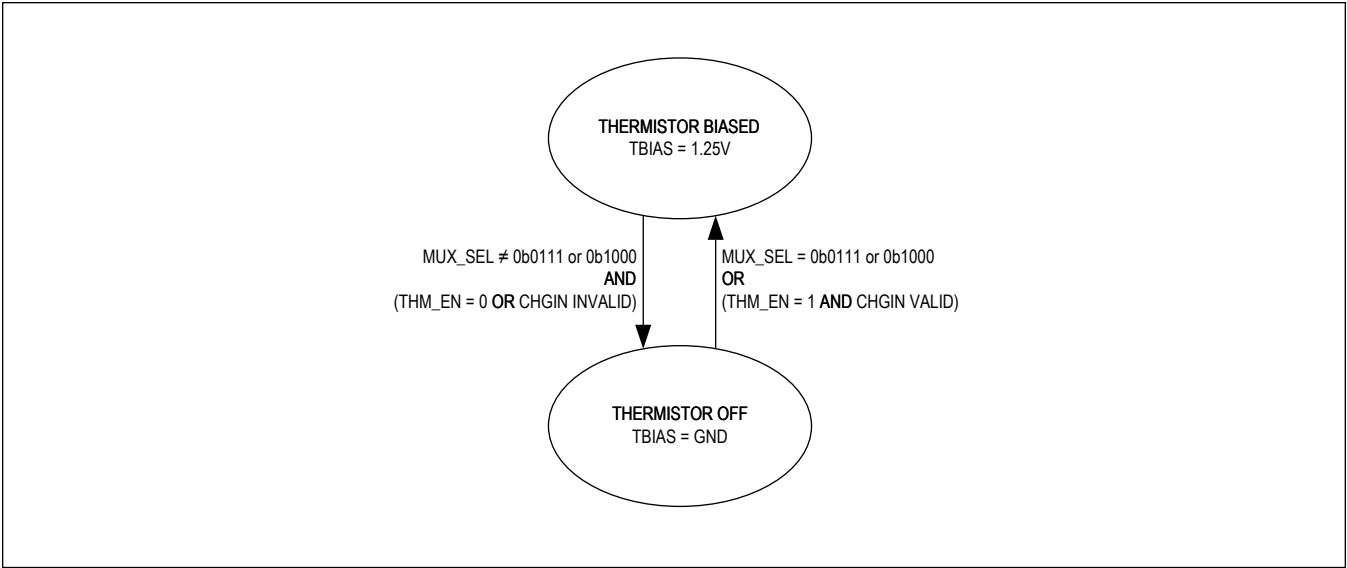 THERMISTOR BIASED
TBIAS = 1.25V
MUX_SEL ≠ 0b0111 or 0b1000
AND
(THM_EN = 0 OR CHGIN INVALID)
MUX_SEL = 0b0111 or 0b1000
OR
(THM_EN = 1 AND CHGIN VALID)
THERMISTOR OFF
TBIAS = GND